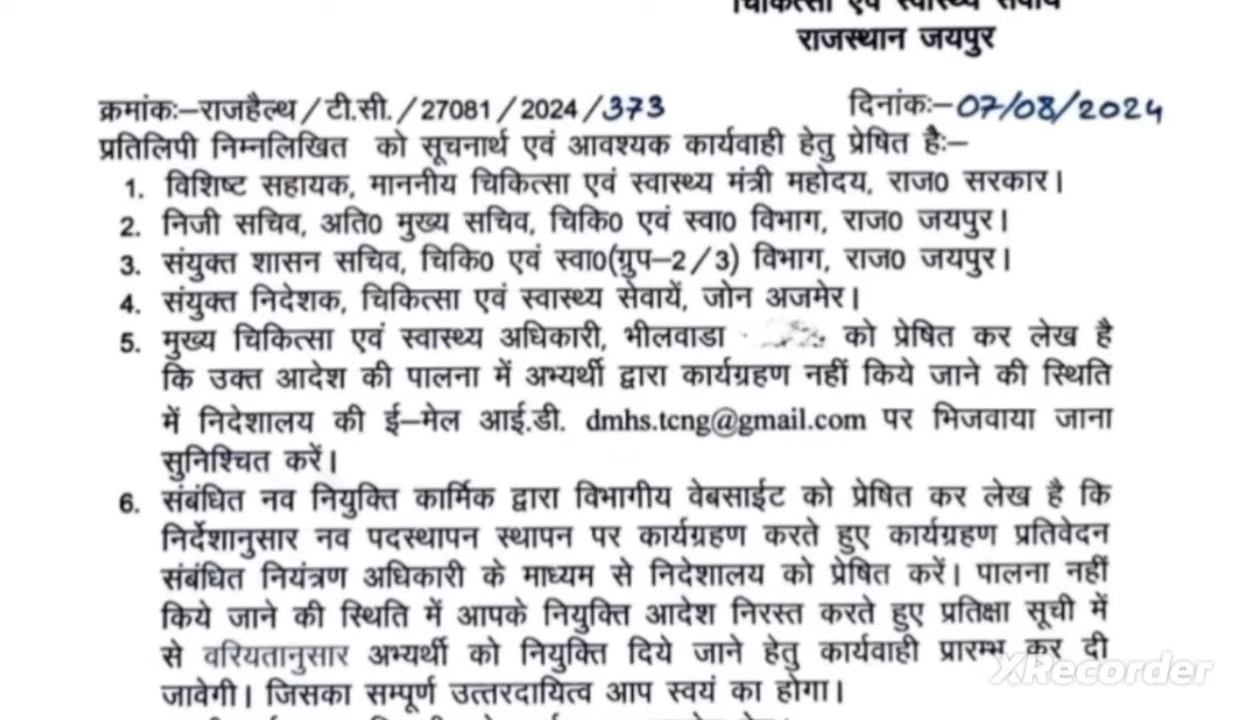 चिकित्सा एवं स्वास्थ्य सेवायें
राजस्थान जयपुर
क्रमांकः–राजहैल्थ/टी.सी./27081/2024/373 दिनांकः–07/08/2024
प्रतिलिपी निम्नलिखित को सूचनार्थ एवं आवश्यक कार्यवाही हेतु प्रेषित हैः–
1. विशिष्ट सहायक, माननीय चिकित्सा एवं स्वास्थ्य मंत्री महोदय, राज0 सरकार।
2. निजी सचिव, अति0 मुख्य सचिव, चिकि0 एवं स्वा0 विभाग, राज0 जयपुर।
3. संयुक्त शासन सचिव, चिकि0 एवं स्वा0(ग्रुप–2/3) विभाग, राज0 जयपुर।
4. संयुक्त निदेशक, चिकित्सा एवं स्वास्थ्य सेवायें, जोन अजमेर।
5. मुख्य चिकित्सा एवं स्वास्थ्य अधिकारी, भीलवाडा को प्रेषित कर लेख है
कि उक्त आदेश की पालना में अभ्यर्थी द्वारा कार्यग्रहण नहीं किये जाने की स्थिति
में निदेशालय की ई–मेल आई.डी. dmhs.tcng@gmail.com पर भिजवाया जाना
सुनिश्चित करें।
6. संबंधित नव नियुक्ति कार्मिक द्वारा विभागीय वेबसाईट को प्रेषित कर लेख है कि
निर्देशानुसार नव पदस्थापन स्थापन पर कार्यग्रहण करते हुए कार्यग्रहण प्रतिवेदन
संबंधित नियंत्रण अधिकारी के माध्यम से निदेशालय को प्रेषित करें। पालना नहीं
किये जाने की स्थिति में आपके नियुक्ति आदेश निरस्त करते हुए प्रतिक्षा सूची में
से वरियतानुसार अभ्यर्थी को नियुक्ति दिये जाने हेतु कार्यवाही प्रारम्भ कर दी
जावेगी। जिसका सम्पूर्ण उत्तरदायित्व आप स्वयं का होगा।
XRecorder